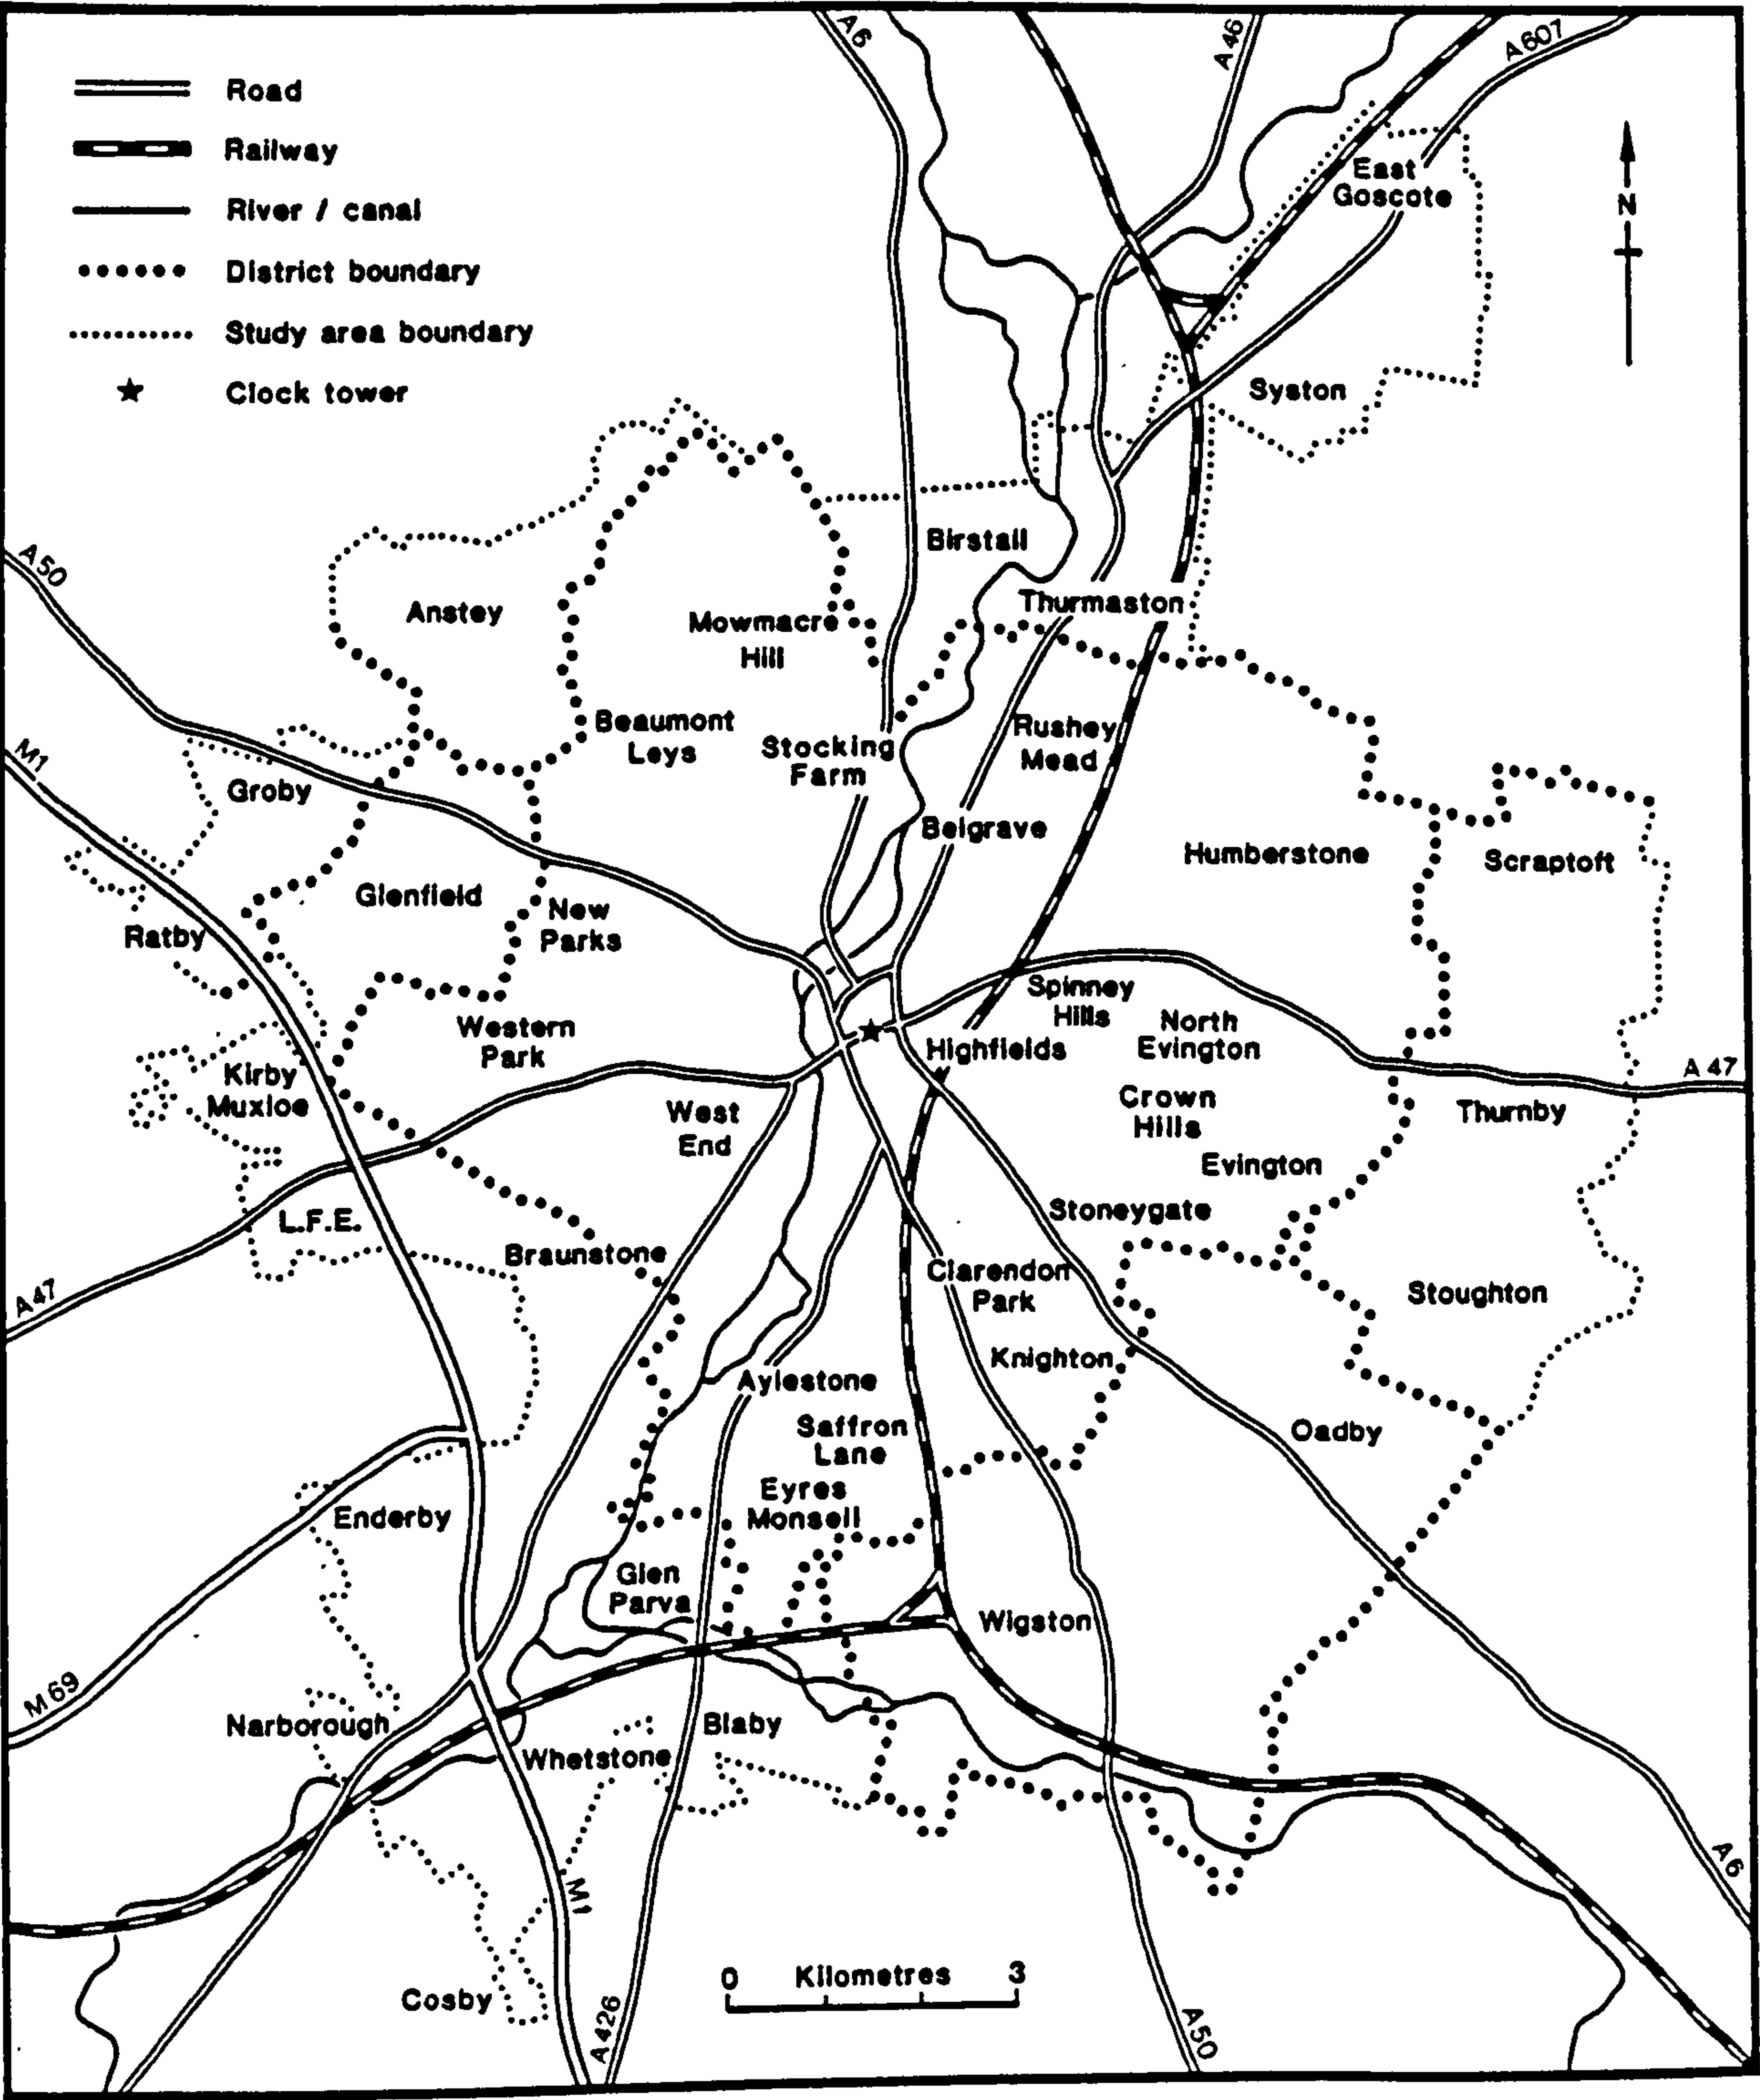 A6
A46
A607
Road
Railway
River / canal
District boundary
Study area boundary
Clock tower
East
Goscote
N
Syston
Birstall
A50
Anstey
Thurmaston
Mowmacre
Hill
Beaumont
Leys
Stocking
Farm
Rushey
Mead
M1
Groby
Belgrave
Humberstone
Scraptoft
Glenfield
New
Parks
Ratby
Spinney
Hills
North
Evington
Western
Park
Highfields
Kirby
Muxloe
A47
Crown
Hills
Thurnby
West
End
Evington
L.F.E.
Stoneygate
Braunstone
Clarendon
Park
Stoughton
A47
Knighton
Aylestone
Saffron
Lane
Oadby
Eyres
Monsell
Enderby
Glen
Parva
Wigston
M69
Narborough
Blaby
Whetstone
A6
M1
Cosby
0 Kilometres 3
A426
A50